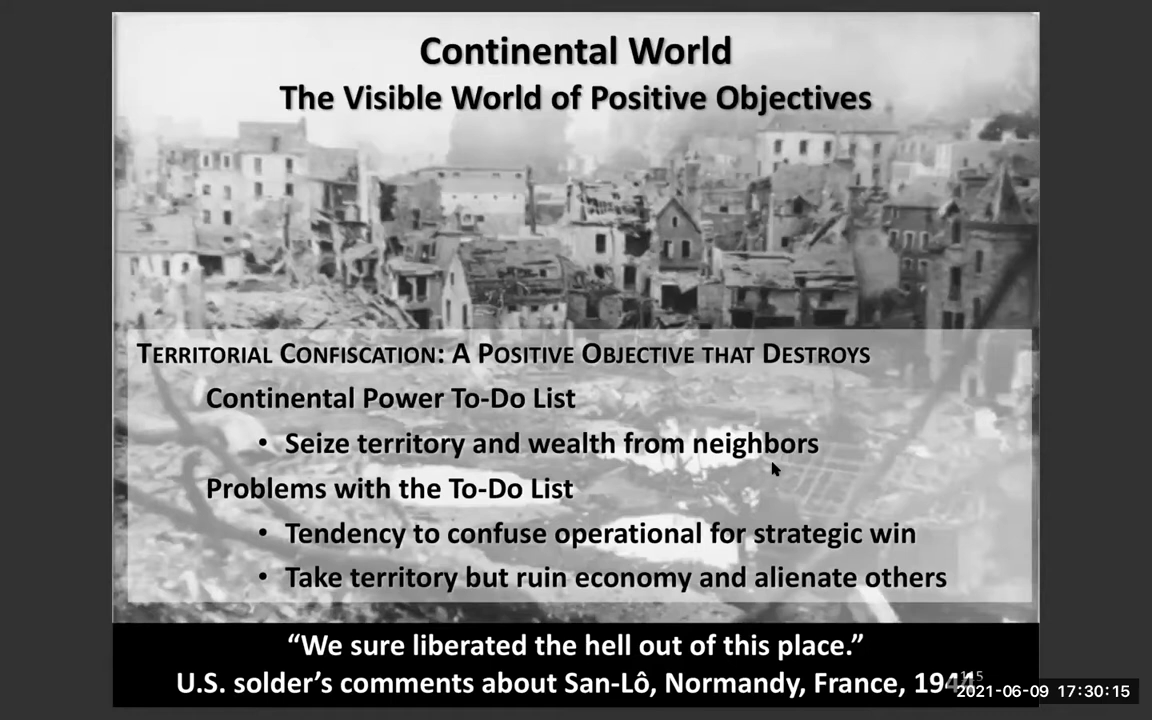 Continental World
The Visible World of Positive Objectives
TERRITORIAL CONFISCATION: A POSITIVE OBJECTIVE THAT DESTROYS
Continental Power To-Do List
• Seize territory and wealth from neighbors
Problems with the To-Do List
• Tendency to confuse operational for strategic win
• Take territory but ruin economy and alienate others
“We sure liberated the hell out of this place.”
U.S. solder’s comments about San-Lô, Normandy, France, 1944
2021-06-09 17:30:15